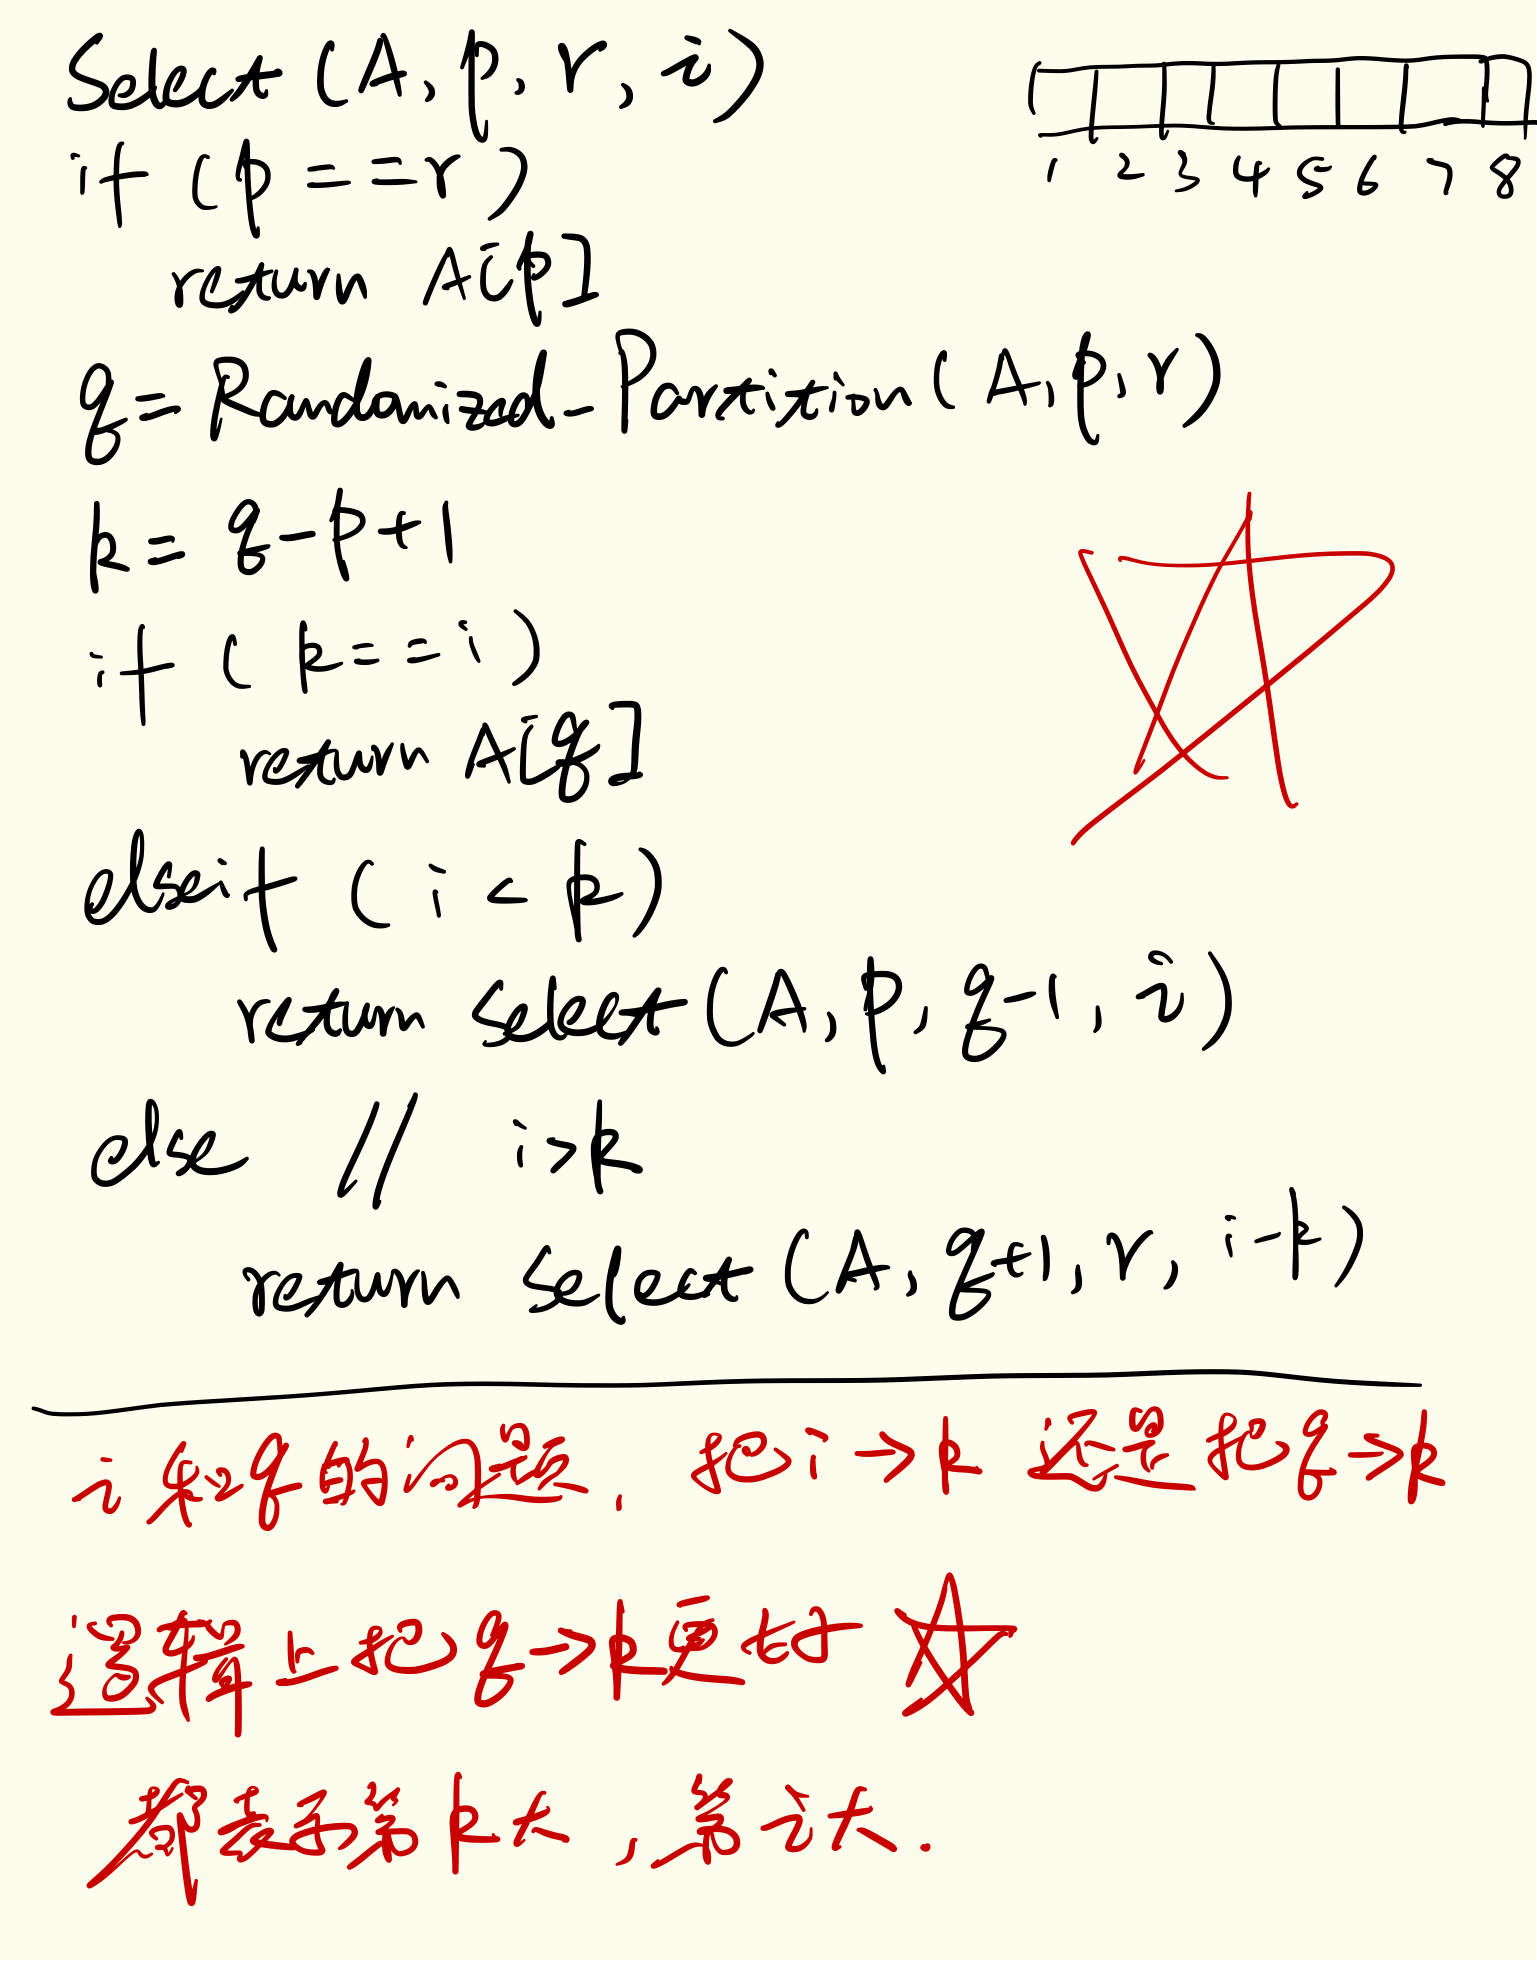 Select (A, p, r, i)
1 2 3 4 5 6 7 8
if (p == r)
return A[p]
q = Randomized_Partition(A, p, r)
k = q - p + 1
if (k == i)
return A[q]
elseif (i < k)
return select (A, p, q-1, i)
else // i > k
return select (A, q+1, r, i-k)
i 和 q 的问题, 把 i → k 还是把 q → k
逻辑上把 q → k 更好
都表示第 k 大, 第 i 大.